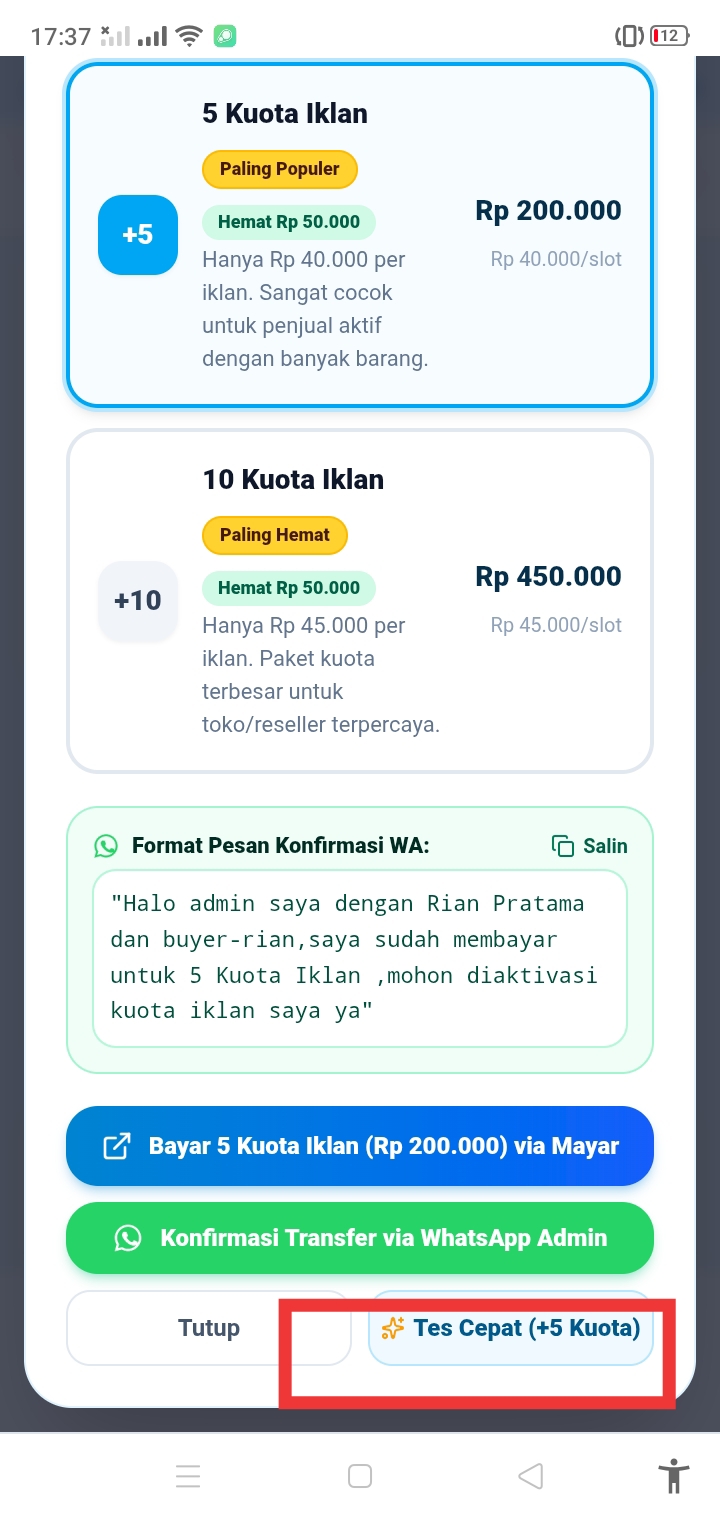 17:37
12
5 Kuota Iklan
Paling Populer
+5
Hemat Rp 50.000
Rp 200.000
Rp 40.000/slot
Hanya Rp 40.000 per
iklan. Sangat cocok
untuk penjual aktif
dengan banyak barang.
10 Kuota Iklan
Paling Hemat
+10
Hemat Rp 50.000
Rp 450.000
Rp 45.000/slot
Hanya Rp 45.000 per
iklan. Paket kuota
terbesar untuk
toko/reseller terpercaya.
Format Pesan Konfirmasi WA:
Salin
"Halo admin saya dengan Rian Pratama
dan buyer-rian,saya sudah membayar
untuk 5 Kuota Iklan ,mohon diaktivasi
kuota iklan saya ya"
Bayar 5 Kuota Iklan (Rp 200.000) via Mayar
Konfirmasi Transfer via WhatsApp Admin
Tutup
Tes Cepat (+5 Kuota)